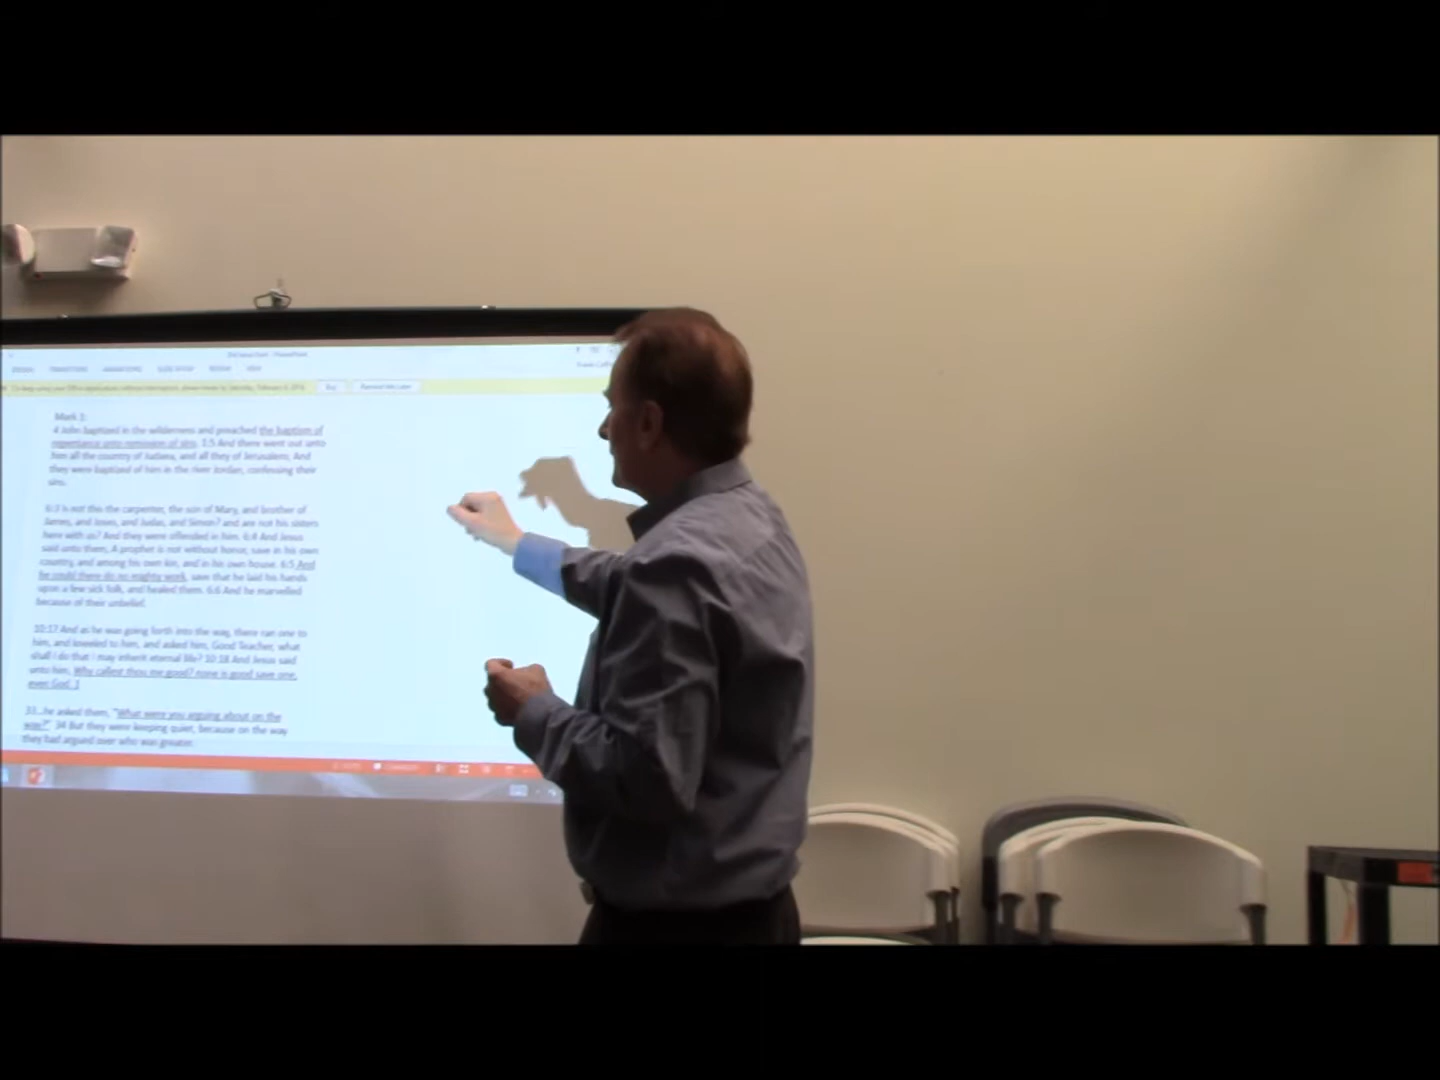 TRANSITIONS ANIMATIONS SLIDE SHOW REVIEW VIEW
Buy
Mark 1:
4 John baptized in the wilderness and preached the baptism of
repentance unto remission of sins. 1:5 And there went out unto
him all the country of Judaea, and all they of Jerusalem; And
they were baptized of him in the river Jordan, confessing their
sins.
6:3 Is not this the carpenter, the son of Mary, and brother of
James, and Joses, and Judas, and Simon? and are not his sisters
here with us? And they were offended in him. 6:4 And Jesus
said unto them, A prophet is not without honor, save in his own
country, and among his own kin, and in his own house. 6:5 And
he could there do no mighty work, save that he laid his hands
upon a few sick folk, and healed them. 6:6 And he marvelled
because of their unbelief.
10:17 And as he was going forth into the way, there ran one to
him, and kneeled to him, and asked him, Good Teacher, what
shall I do that I may inherit eternal life? 10:18 And Jesus said
unto him, Why callest thou me good? none is good save one,
even God.
33...he asked them, "What were you arguing about on the
way?" 34 But they were keeping quiet, because on the way
they had argued over who was greater.